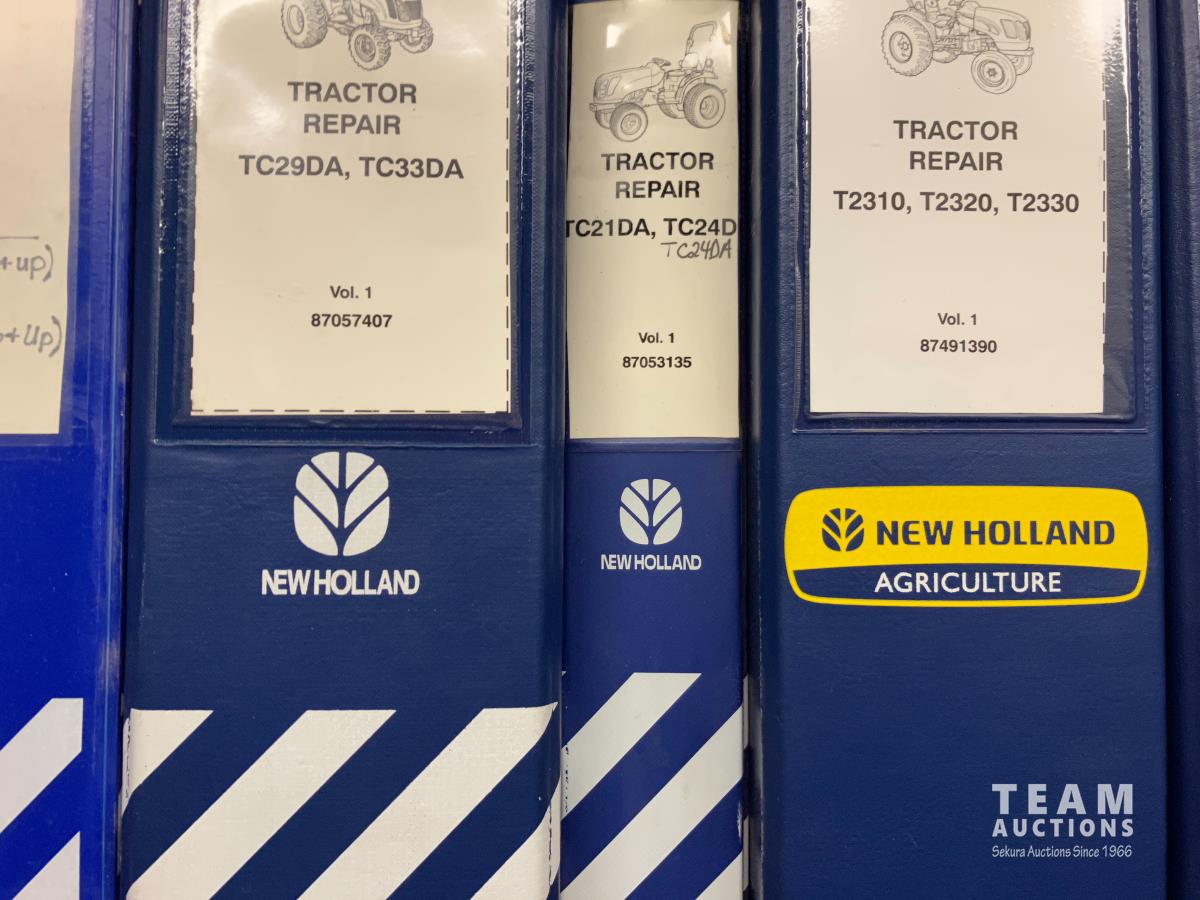 + up)
+ Up)
TRACTOR
REPAIR
TC29DA, TC33DA
Vol. 1
87057407
NEW HOLLAND
TRACTOR
REPAIR
TC21DA, TC24D
TC24DA
Vol. 1
87053135
NEW HOLLAND
TRACTOR
REPAIR
T2310, T2320, T2330
Vol. 1
87491390
NEW HOLLAND
AGRICULTURE
TEAM
AUCTIONS
Sekura Auctions Since 1966